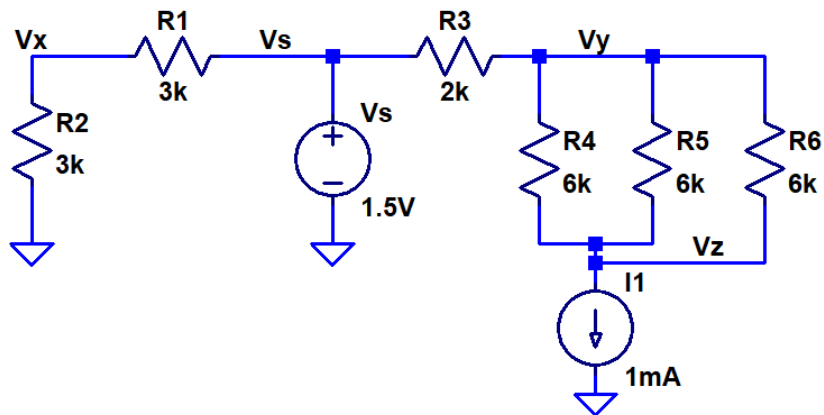 Vx
R1
3k
Vs
R3
2k
Vy
R2
3k
Vs
+
−
1.5V
R4
6k
R5
6k
R6
6k
Vz
I1
1mA